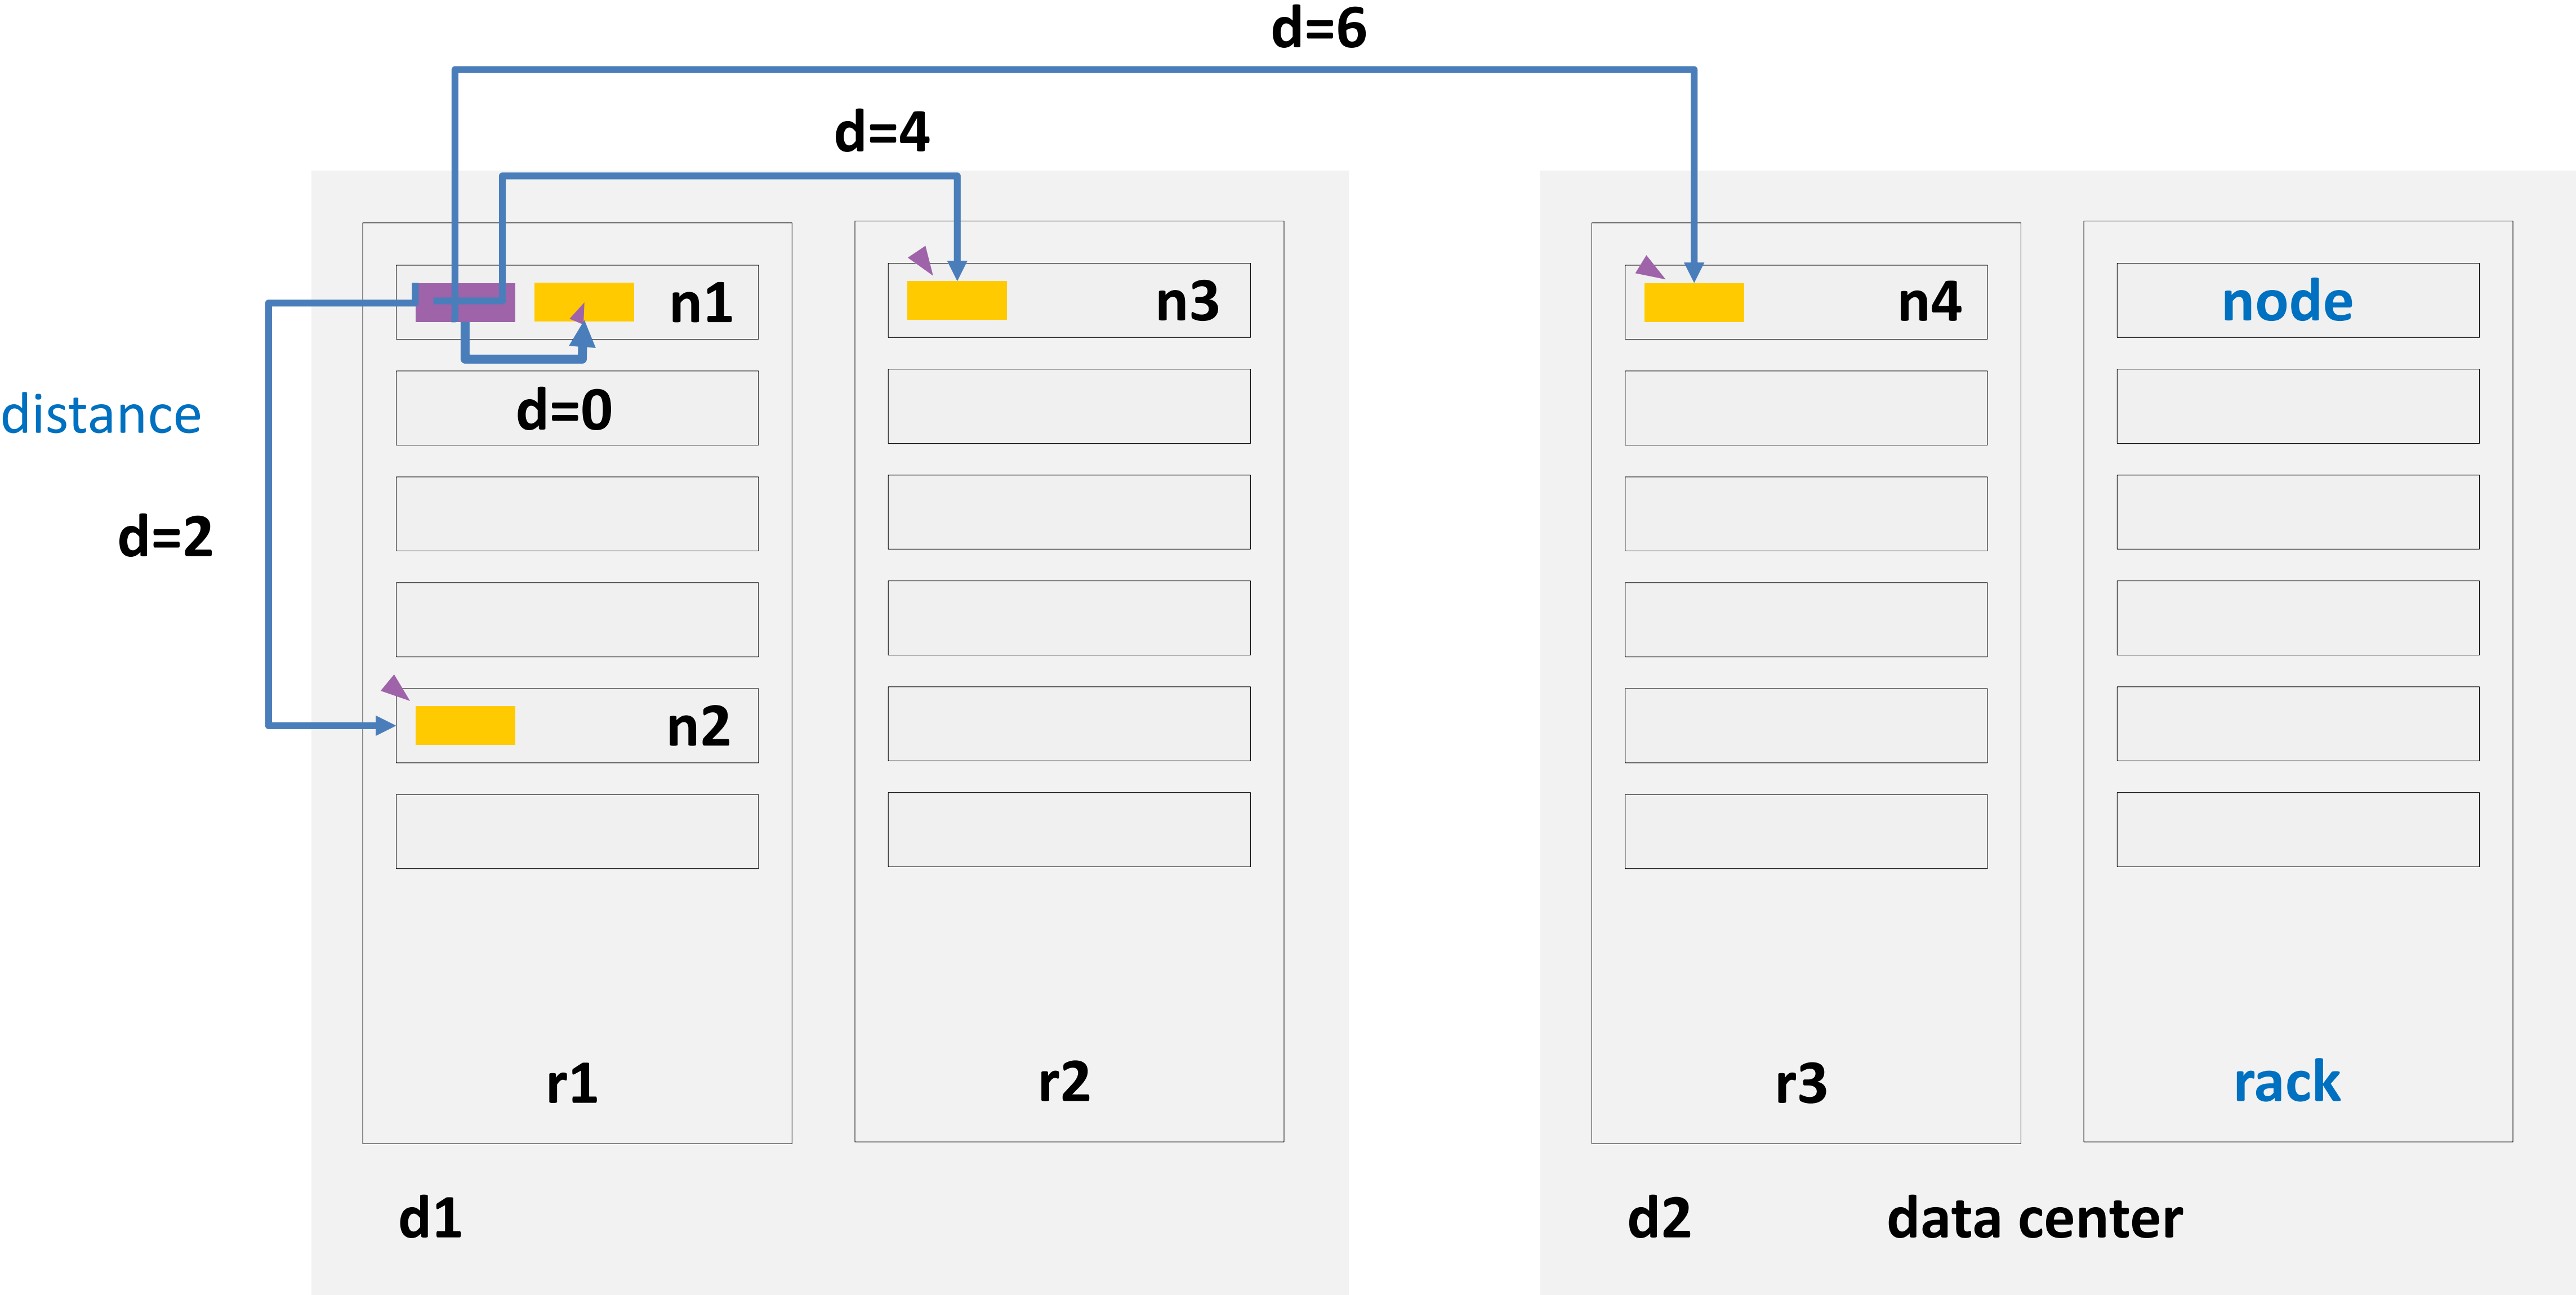 d=6
d=4
n1
n3
n4
node
distance
d=0
d=2
n2
r1
r2
r3
rack
d1
d2
data center